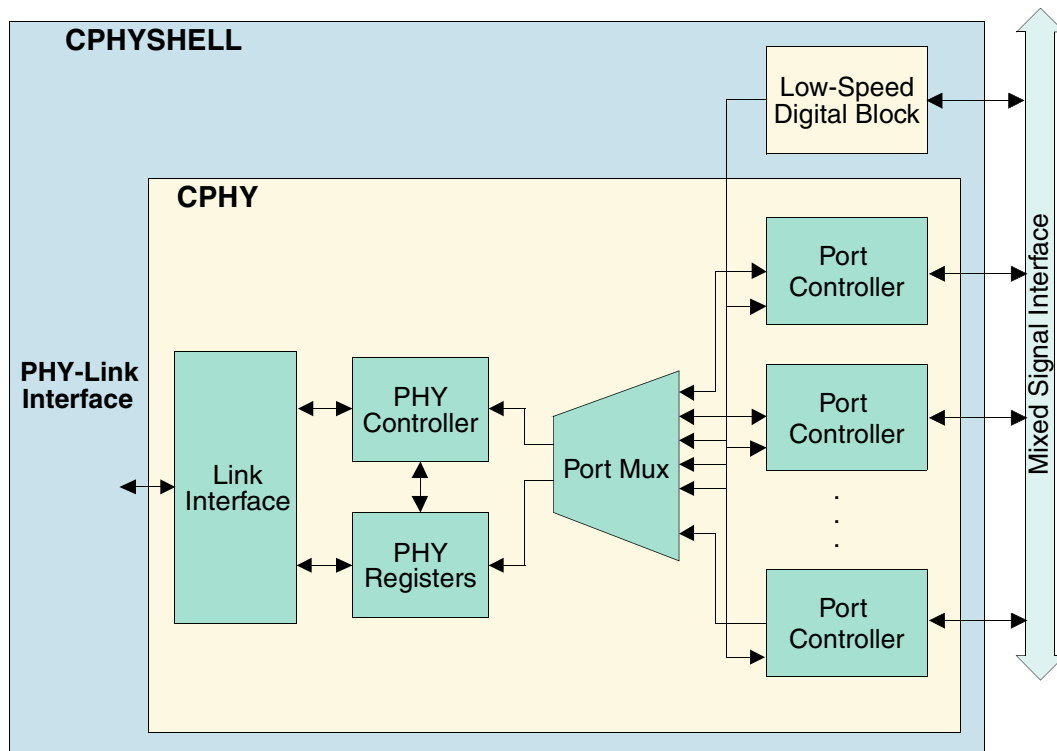 CPHYSHELL
Low-Speed
Digital Block
CPHY
Port
Controller
PHY-Link
Interface
Link
Interface
PHY
Controller
PHY
Registers
Port Mux
Port
Controller
.
.
.
Port
Controller
Mixed Signal Interface